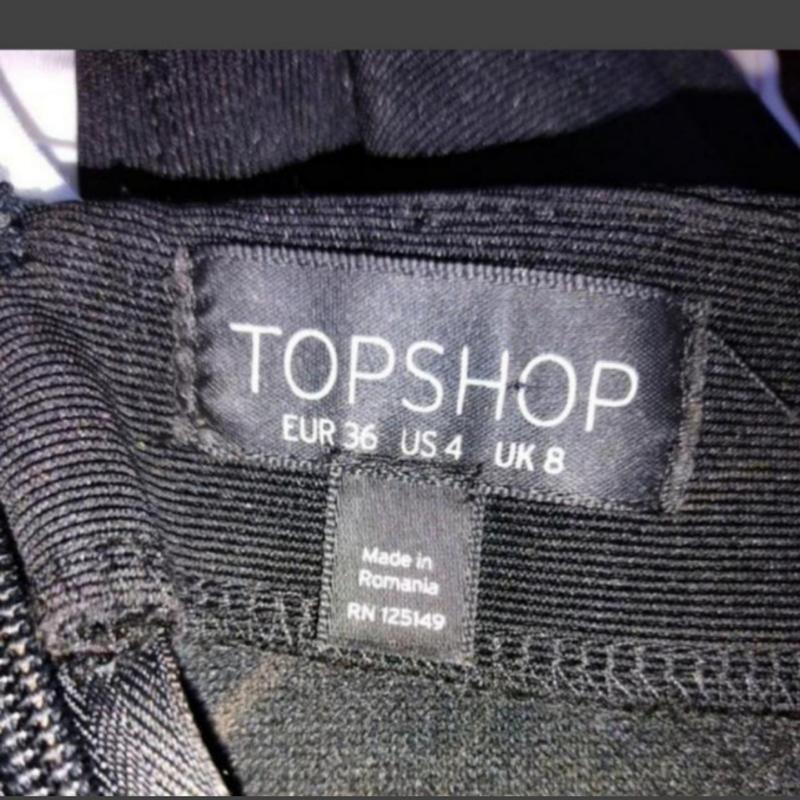 TOPSHOP
EUR 36 US 4 UK 8
Made in
Romania
RN 125149